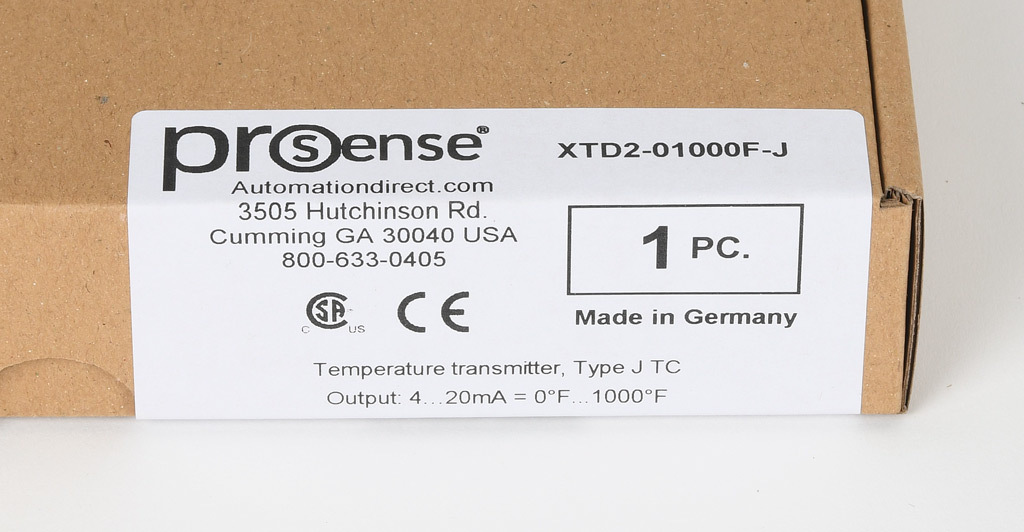 prosense®
XTD2-01000F-J
Automationdirect.com
3505 Hutchinson Rd.
Cumming GA 30040 USA
800-633-0405
1 PC.
Made in Germany
C SA US CE
Temperature transmitter, Type J TC
Output: 4...20mA = 0°F...1000°F